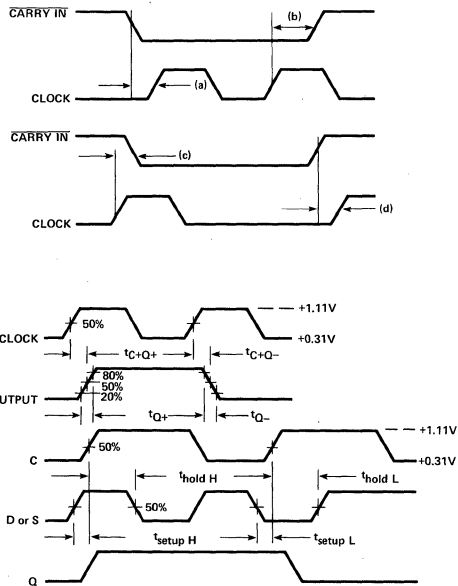 CARRY IN
(b)
CLOCK
(a)
CARRY IN
(c)
CLOCK
(d)
+1.11V
CLOCK
50%
+0.31V
tC+Q+
tC+Q−
UTPUT
80%
50%
20%
tQ+
tQ−
+1.11V
C
50%
+0.31V
thold H
thold L
D or S
50%
tsetup H
tsetup L
Q